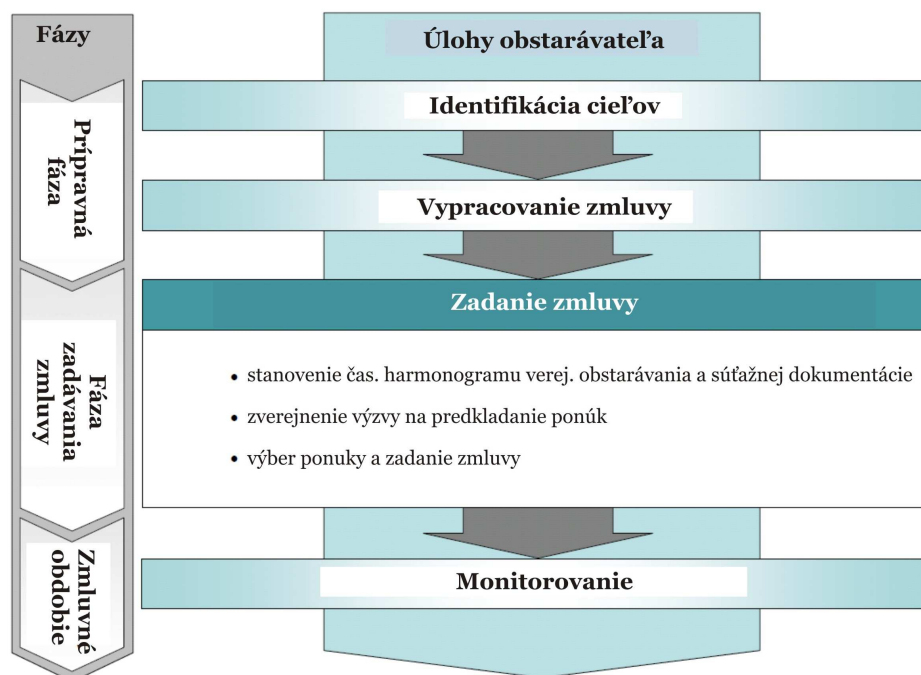 Fázy
Úlohy obstarávateľa
Identifikácia cieľov
Prípravná
fáza
Vypracovanie zmluvy
Zadanie zmluvy
Fáza
zadávania
zmluvy
• stanovenie čas. harmonogramu verej. obstarávania a súťažnej dokumentácie
• zverejnenie výzvy na predkladanie ponúk
• výber ponuky a zadanie zmluvy
Zmluvné
obdobie
Monitorovanie